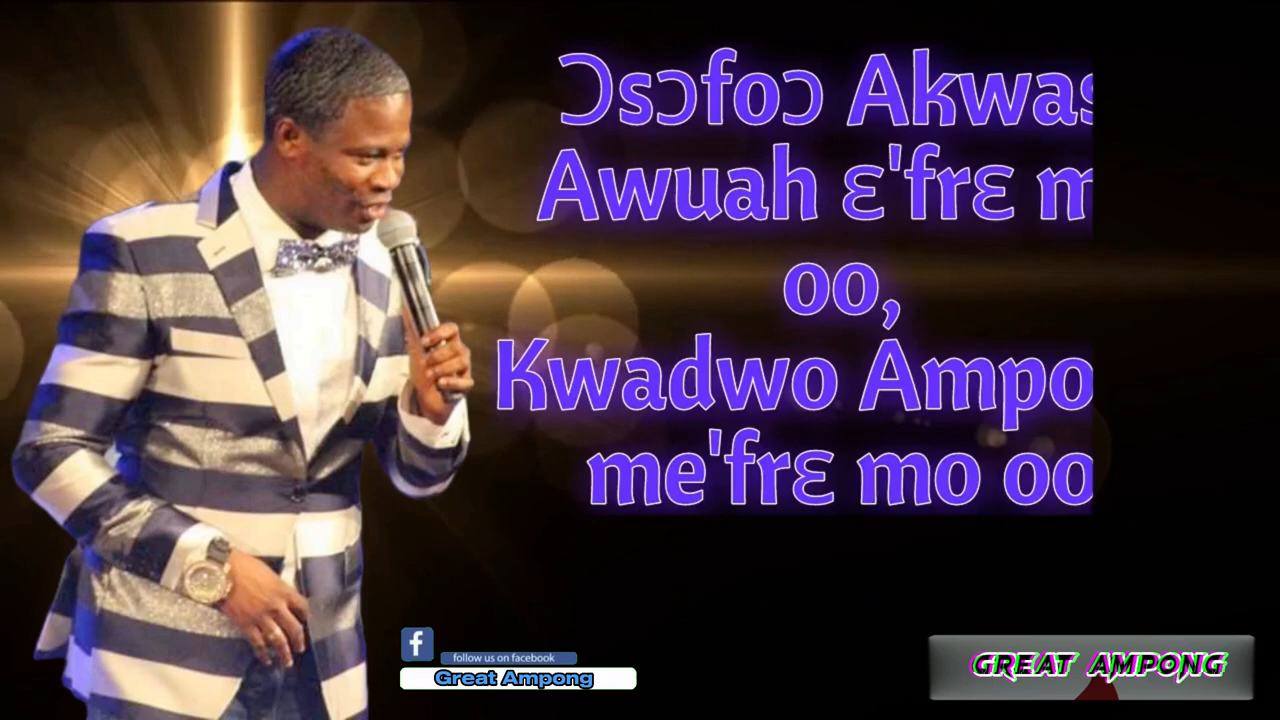 Ɔsɔfoɔ Akwas
Awuah ɛ'frɛ m
oo,
Kwadwo Ampo
me'frɛ mo oo
follow us on facebook
Great Ampong
GREAT AMPONG